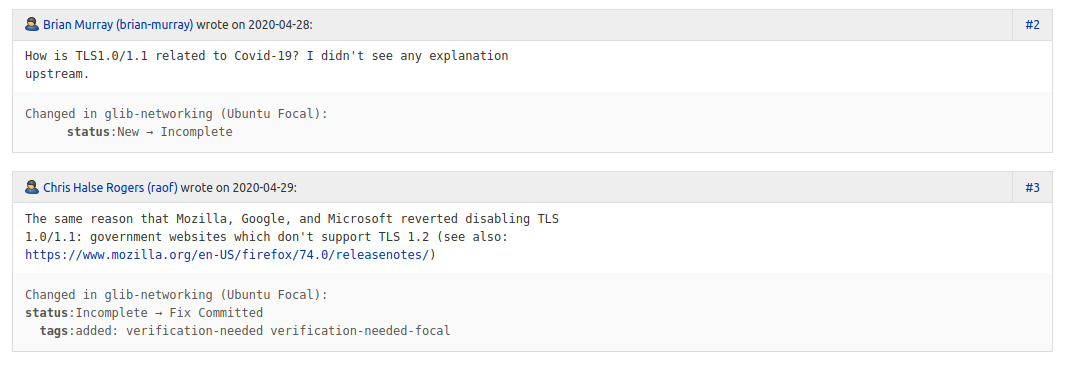 Brian Murray (brian-murray) wrote on 2020-04-28: #2
How is TLS1.0/1.1 related to Covid-19? I didn't see any explanation
upstream.
Changed in glib-networking (Ubuntu Focal):
status:New → Incomplete
Chris Halse Rogers (raof) wrote on 2020-04-29: #3
The same reason that Mozilla, Google, and Microsoft reverted disabling TLS
1.0/1.1: government websites which don't support TLS 1.2 (see also:
https://www.mozilla.org/en-US/firefox/74.0/releasenotes/)
Changed in glib-networking (Ubuntu Focal):
status:Incomplete → Fix Committed
tags:added: verification-needed verification-needed-focal